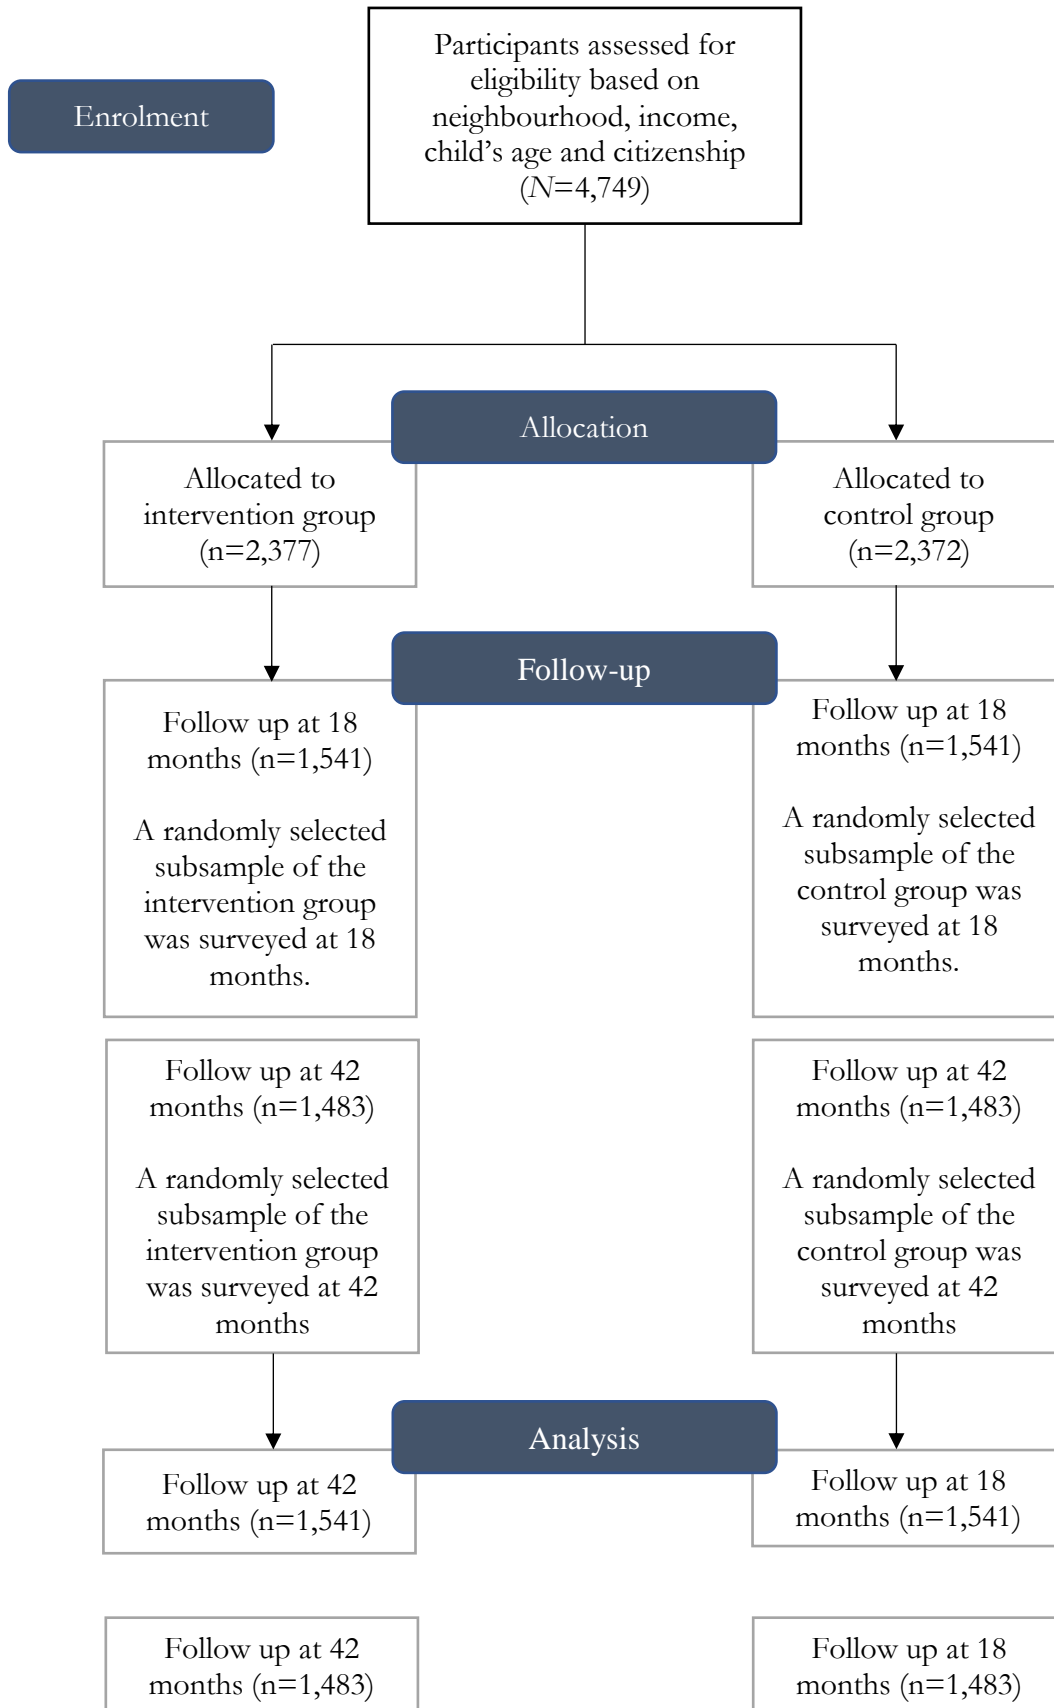 Enrolment
Participants assessed for
eligibility based on
neighbourhood, income,
child’s age and citizenship
(N=4,749)
Allocation
Allocated to
intervention group
(n=2,377)
Allocated to
control group
(n=2,372)
Follow-up
Follow up at 18
months (n=1,541)
A randomly selected
subsample of the
intervention group
was surveyed at 18
months.
Follow up at 18
months (n=1,541)
A randomly selected
subsample of the
control group was
surveyed at 18
months.
Follow up at 42
months (n=1,483)
A randomly selected
subsample of the
intervention group
was surveyed at 42
months
Follow up at 42
months (n=1,483)
A randomly selected
subsample of the
control group was
surveyed at 42
months
Analysis
Follow up at 42
months (n=1,541)
Follow up at 18
months (n=1,541)
Follow up at 42
months (n=1,483)
Follow up at 18
months (n=1,483)